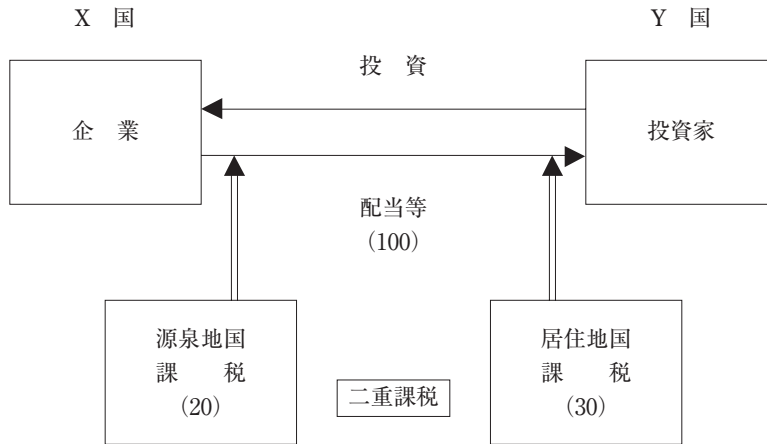 X 国
Y 国
投 資
企 業
投資家
配当等
(100)
源泉地国
課 税
(20)
二重課税
居住地国
課 税
(30)